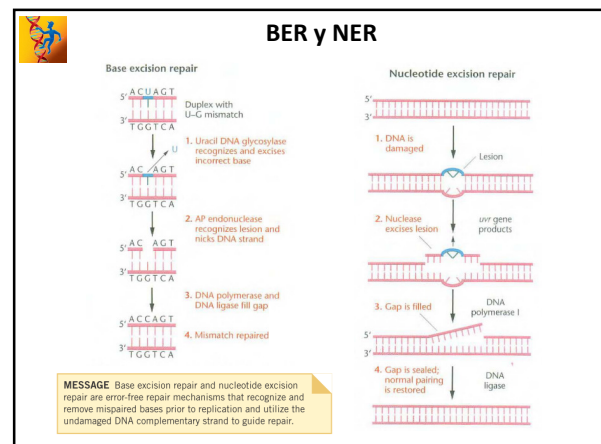 BER y NER
Base excision repair
A C U A G T
5'
Duplex with
U–G mismatch
3'
T G G T C A
1. Uracil DNA glycosylase
recognizes and excises
incorrect base
U
A C A G T
5'
3'
T G G T C A
2. AP endonuclease
recognizes lesion and
nicks DNA strand
A C A G T
5'
3'
T G G T C A
3. DNA polymerase and
DNA ligase fill gap
A C C A G T
5'
4. Mismatch repaired
3'
T G G T C A
Nucleotide excision repair
5'
3'
1. DNA is
damaged
Lesion
2. Nuclease
excises lesion
uvr gene
products
3. Gap is filled
DNA
polymerase I
5'
3'
4. Gap is sealed;
normal pairing
is restored
DNA
ligase
MESSAGE Base excision repair and nucleotide excision
repair are error-free repair mechanisms that recognize and
remove mispaired bases prior to replication and utilize the
undamaged DNA complementary strand to guide repair.